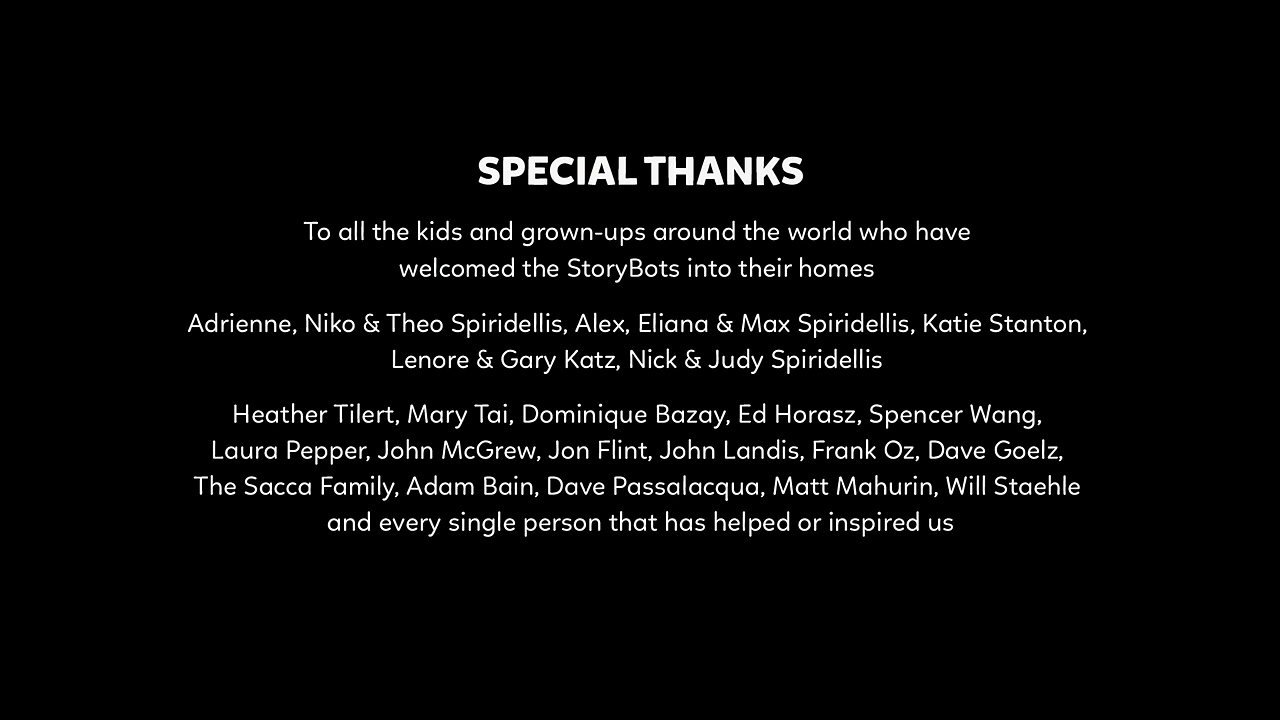 SPECIAL THANKS
To all the kids and grown-ups around the world who have
welcomed the StoryBots into their homes
Adrienne, Niko & Theo Spiridellis, Alex, Eliana & Max Spiridellis, Katie Stanton,
Lenore & Gary Katz, Nick & Judy Spiridellis
Heather Tilert, Mary Tai, Dominique Bazay, Ed Horasz, Spencer Wang,
Laura Pepper, John McGrew, Jon Flint, John Landis, Frank Oz, Dave Goelz,
The Sacca Family, Adam Bain, Dave Passalacqua, Matt Mahurin, Will Staehle
and every single person that has helped or inspired us